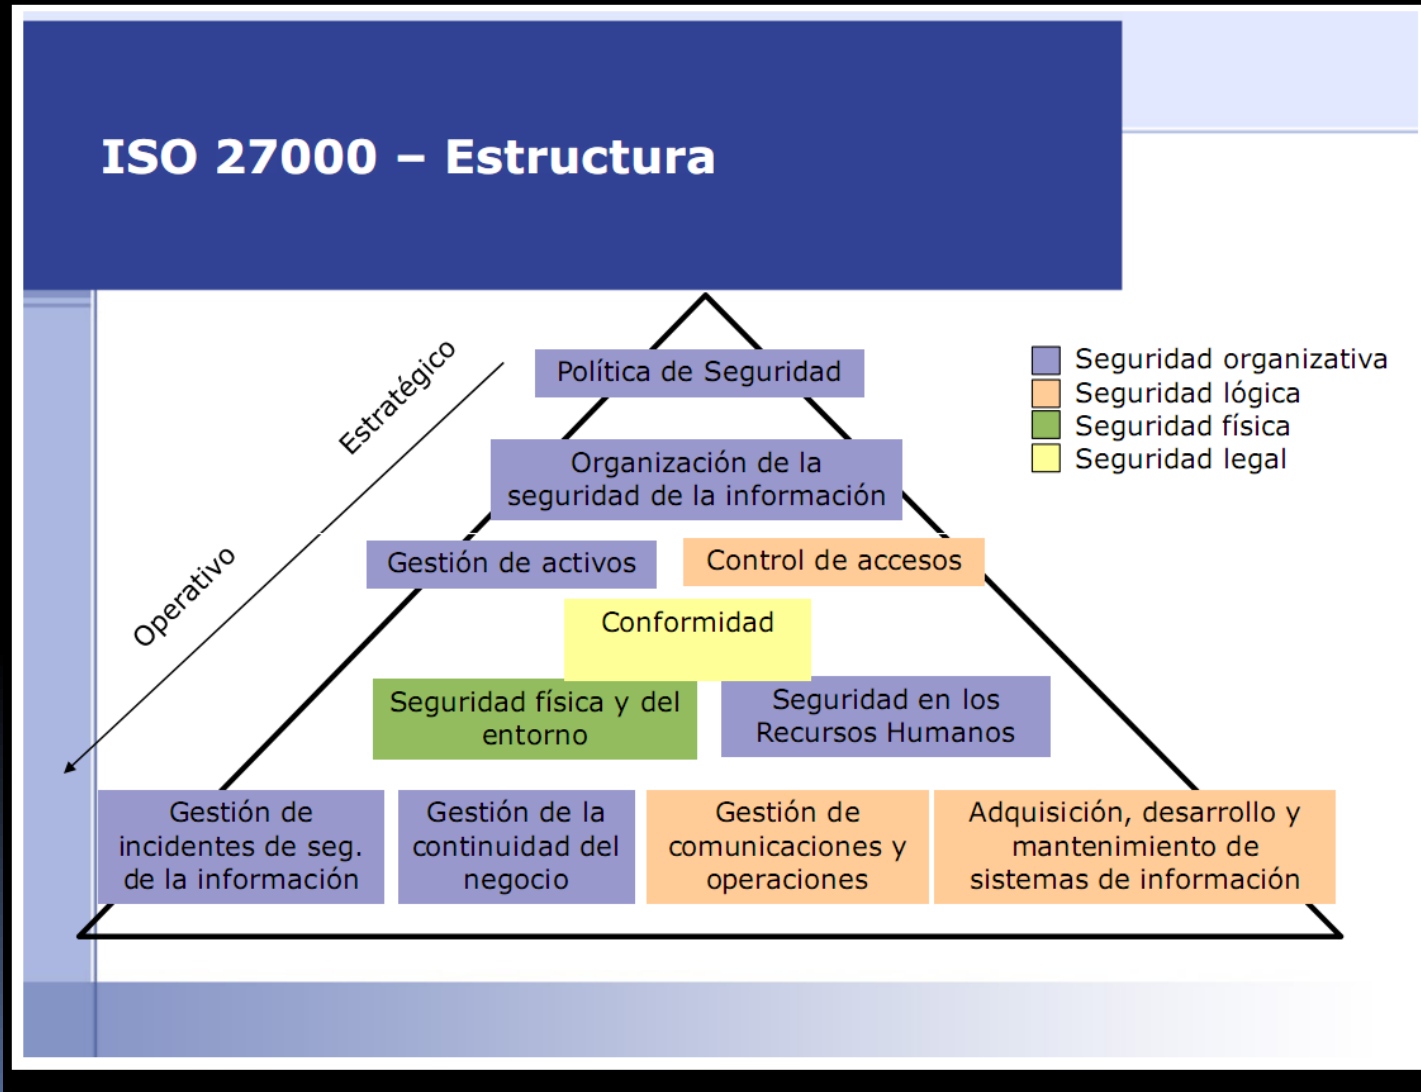 ISO 27000 – Estructura
Estratégico
Operativo
Política de Seguridad
Organización de la
seguridad de la información
Gestión de activos
Control de accesos
Conformidad
Seguridad física y del
entorno
Seguridad en los
Recursos Humanos
Gestión de
incidentes de seg.
de la información
Gestión de la
continuidad del
negocio
Gestión de
comunicaciones y
operaciones
Adquisición, desarrollo y
mantenimiento de
sistemas de información
Seguridad organizativa
Seguridad lógica
Seguridad física
Seguridad legal